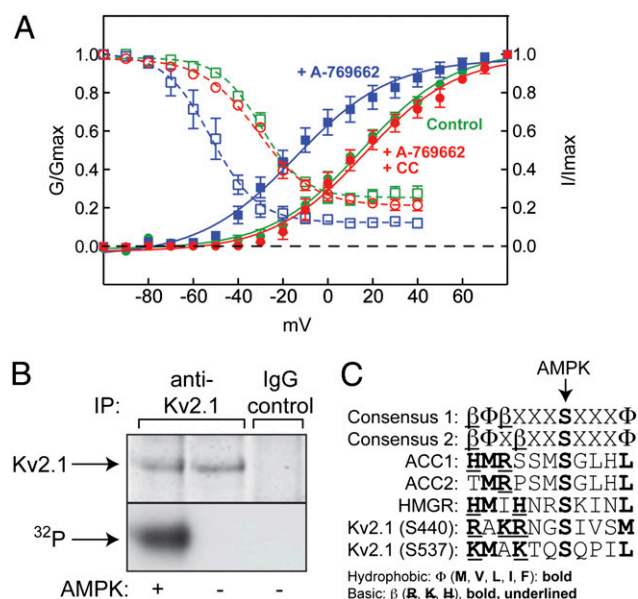 A
1.0
0.8
0.6
0.4
0.2
0.0
G/Gmax
+ A-769662
Control
+ A-769662
+ CC
1.0
0.8
0.6
0.4
0.2
0.0
I/Imax
-80 -60 -40 -20 0 20 40 60
mV
B
anti-
Kv2.1
IgG
control
IP:
Kv2.1
32P
AMPK: + - -
C
AMPK
Consensus 1: βΦβXXXSXXXΦ
Consensus 2: βΦXβXXSXXXΦ
ACC1: HMRSSMSGLHL
ACC2: TMRPSMSGLHL
HMGR: HMIHNRSKINL
Kv2.1 (S440): RAKRNGSIVSM
Kv2.1 (S537): KMAKTQSQPIL
Hydrophobic: Φ (M, V, L, I, F): bold
Basic: β (R, K, H), bold, underlined